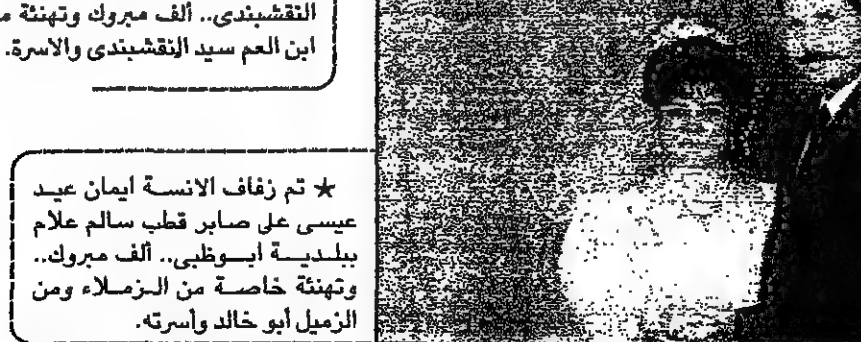 النقشبندى.. ألف مبروك وتهنئة
ابن العم سيد النقشبندى والاسرة.
★ تم زفاف الانسة ايمان عيد
عيسى على صابر قطب سالم علام
ببلدية ابوظبى.. ألف مبروك..
وتهنئة خاصة من الزملاء ومن
الزميل أبو خالد وأسرته.